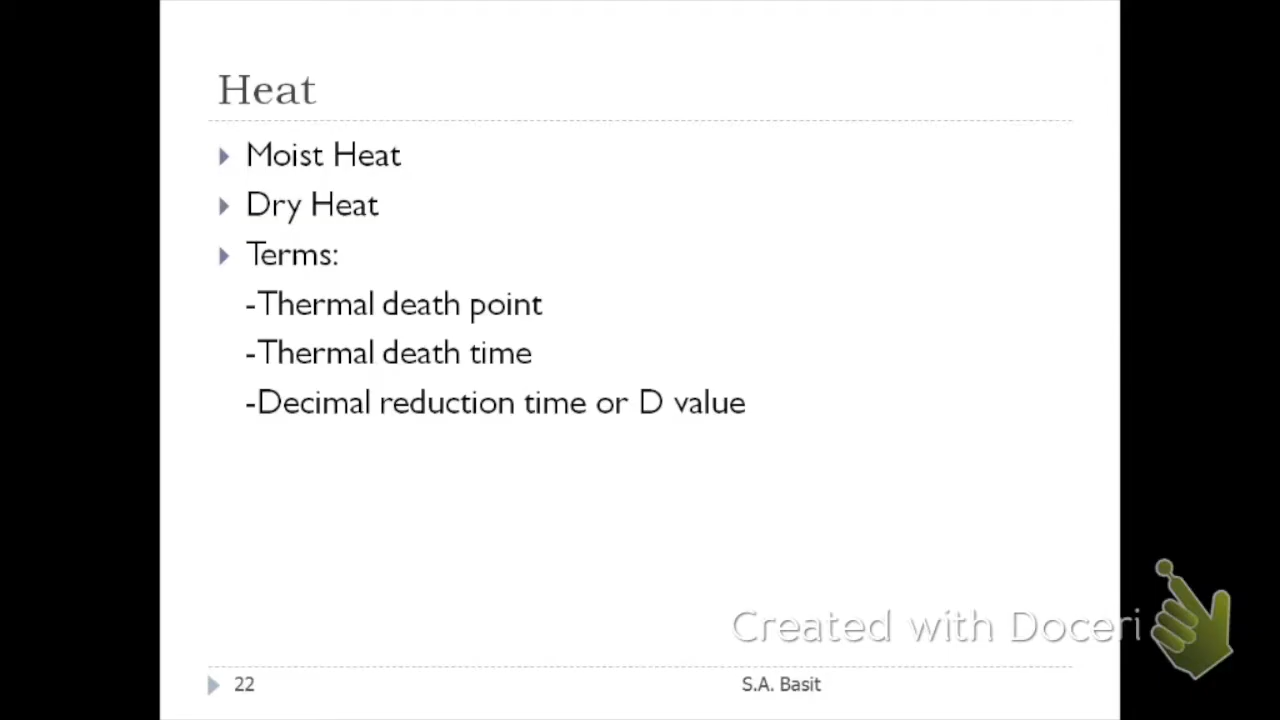 Heat
Moist Heat
Dry Heat
Terms:
-Thermal death point
-Thermal death time
-Decimal reduction time or D value
Created with Doceri
22
S.A. Basit